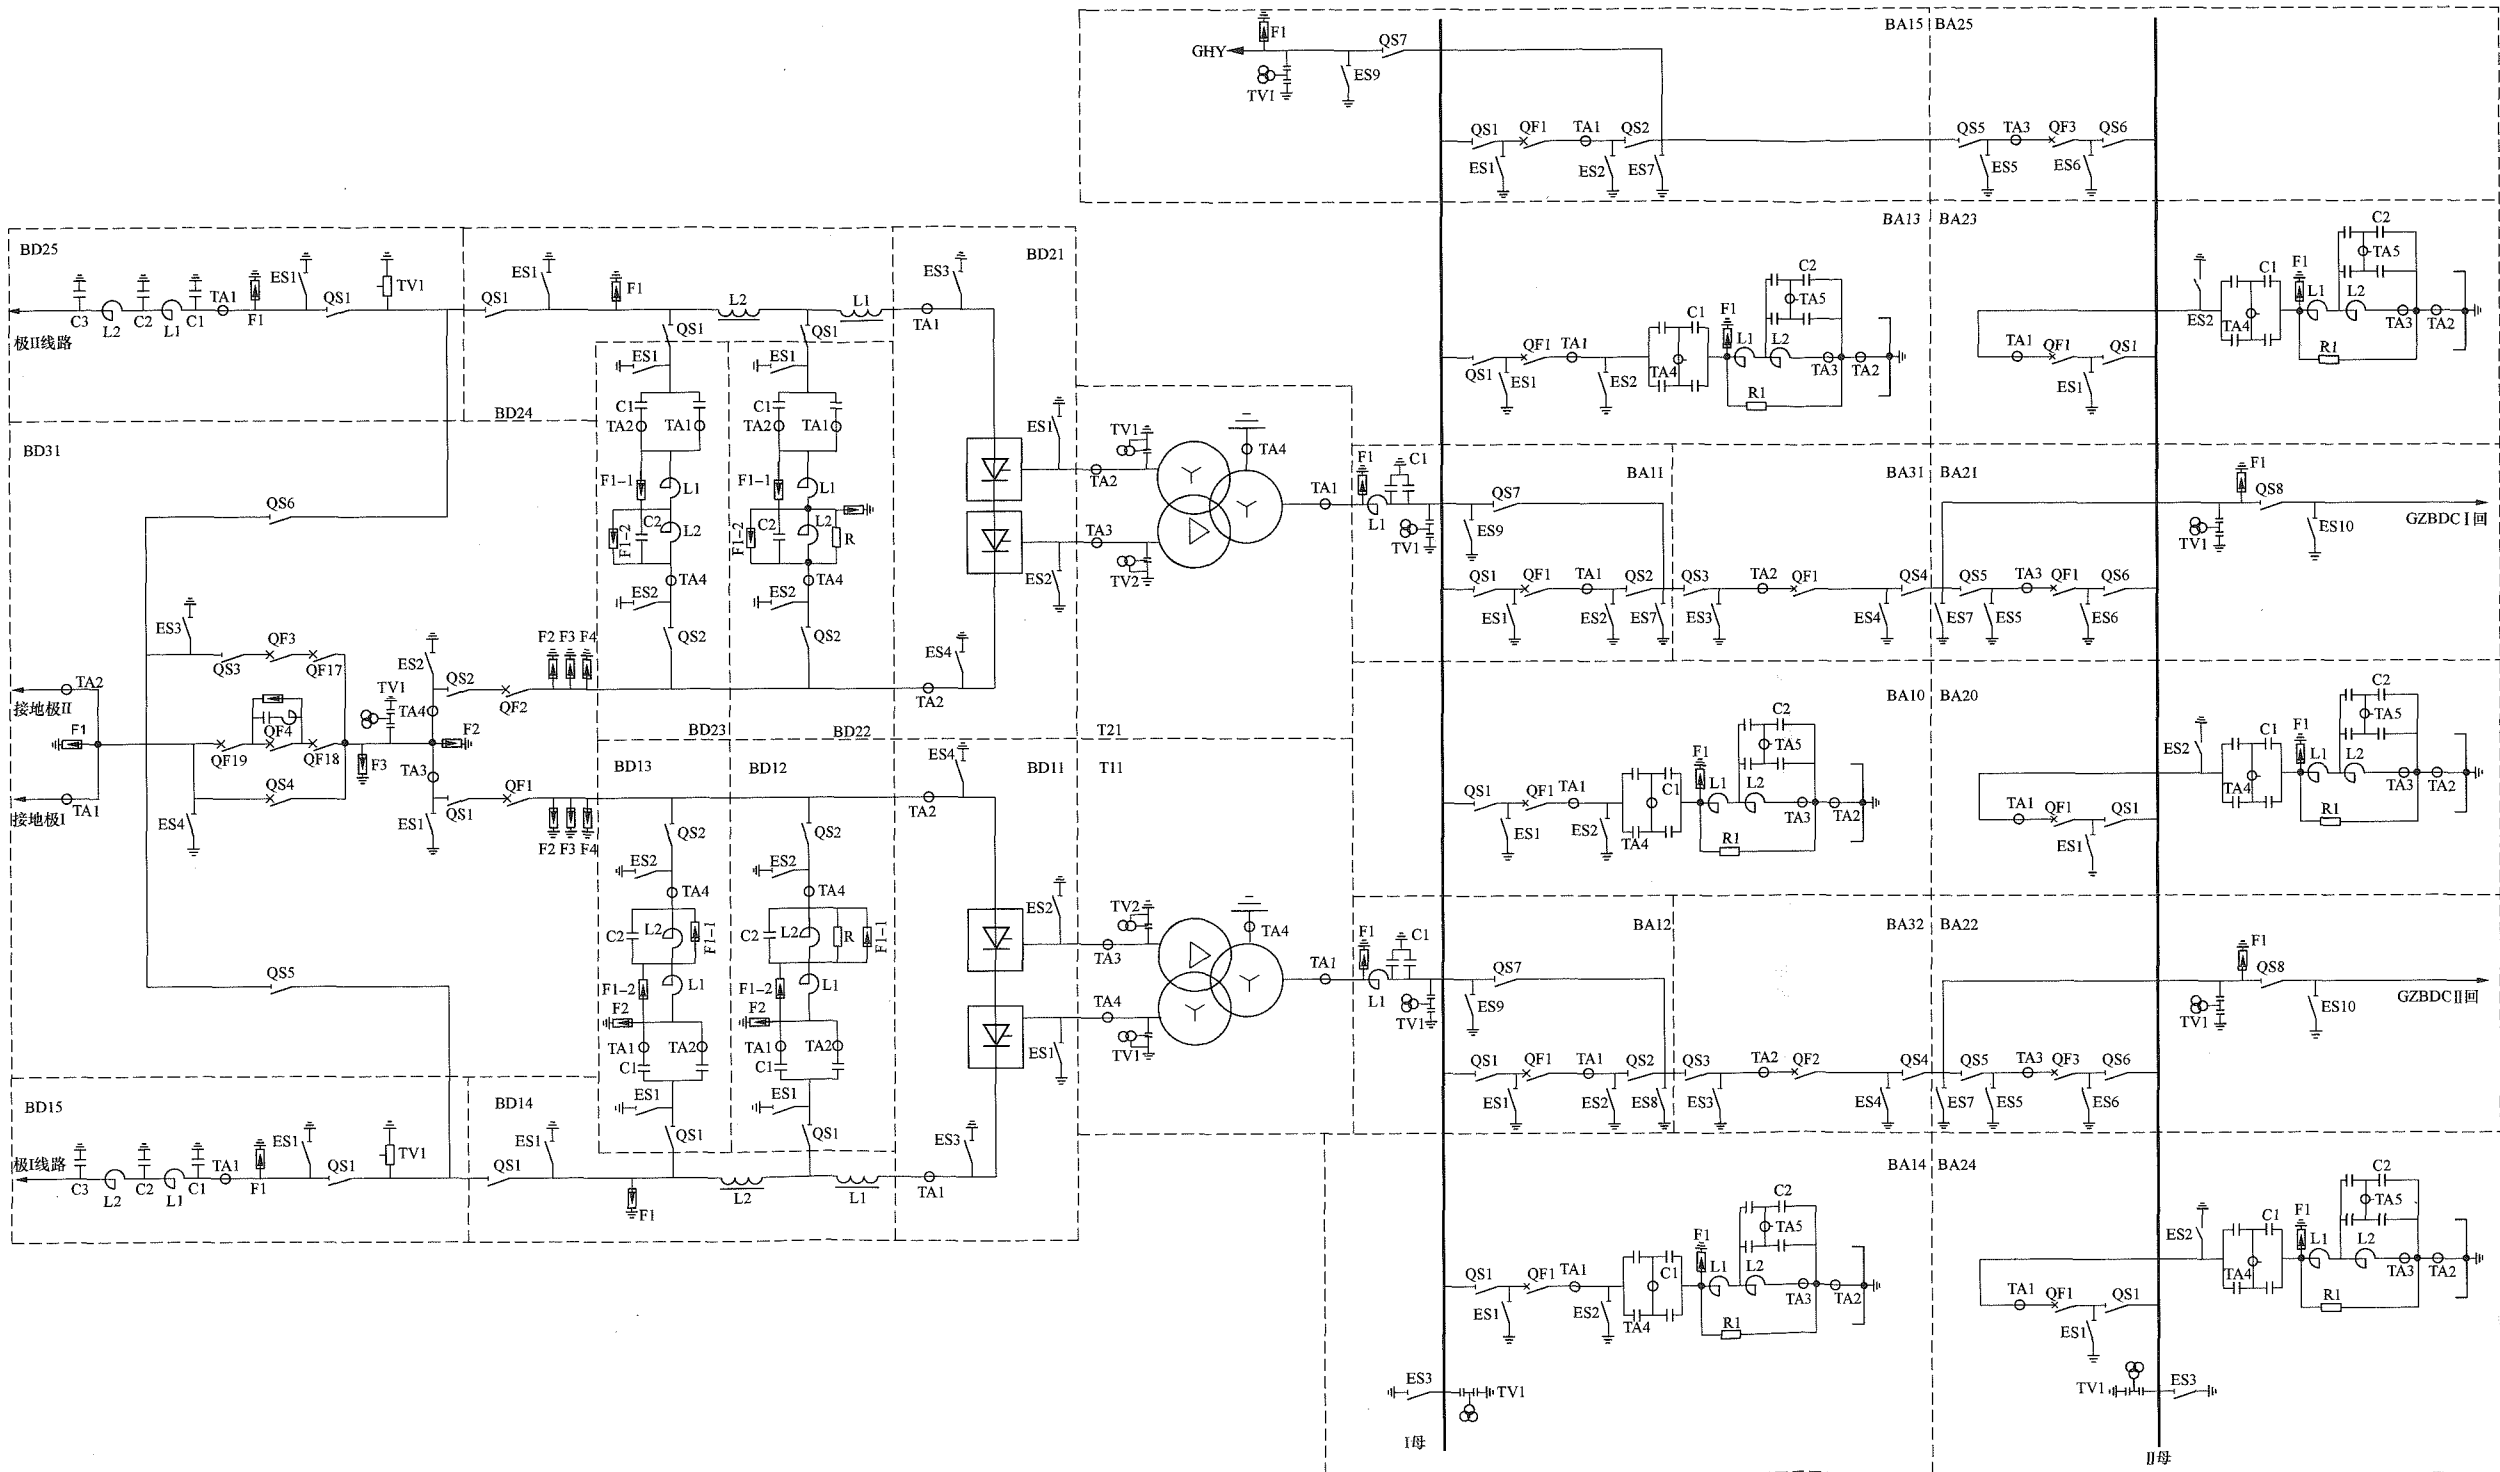 BA15
BA25
F1
GHY
QS7
TV1
ES9
QS1 QF1 TA1 QS2
QS5 TA3 QF3 QS6
ES1 ES2 ES7
ES5 ES6
BA13
BA23
C2
TA5
C1
F1
L1 L2
TA4
TA3 TA2
R1
QS1 QF1 TA1
ES1 ES2
C2
TA5
ES2
C1
F1
L1 L2
TA4
TA3 TA2
R1
TA1 QF1 QS1
ES1
BD25
ES1
TV1
C3 L2 C2 L1 C1 TA1 F1 QS1
极II线路
ES1
QS1
F1
L2
L1
BD24
BD21
ES3
TA1
QS1
QS1
ES1
ES1
C1
TA2 TA1
C1
TA2 TA1
F1-1
L1
F1-1
L1
F1-2
C2
L2
F1-2
C2
L2
R
TA4
TA4
ES2
ES2
QS2
QS2
BD23
BD22
ES1
ES2
ES4
TA2
TV1
TA2
TA3
TV2
TA4
TA1
T21
F1
C1
L1
TV1
BA11
QS7
ES9
QS1 QF1 TA1 QS2
ES1 ES2 ES7
BA31
QS3 TA2 QF1 QS4
ES3 ES4
BA21
F1
QS8
GZBDC I回
TV1
ES10
QS5 TA3 QF1 QS6
ES7 ES5 ES6
BD31
QS6
ES3
QS3 QF3 QF17
TA2
接地极II
F1
QF4
QF19 QF18
QS4
TA1
接地极I
ES4
TV1
F3
ES2
QS2
QF2
F2 F3 F4
TA4
F2
TA3
ES1
QS1
QF1
F2 F3 F4
QS5
BA10
BA20
C2
TA5
F1
C1
L1 L2
QS1 QF1 TA1
ES1 ES2
TA4
TA3 TA2
R1
C2
TA5
ES2
C1
F1
L1 L2
TA4
TA3 TA2
R1
TA1 QF1 QS1
ES1
BD13
BD12
BD11
T11
ES4
TA2
QS2
QS2
ES2
ES2
TA4
TA4
C2
L2
F1-1
C2
L2
R
F1-1
F1-2
L1
F1-2
L1
F2
F2
TA1 TA2
TA1 TA2
C1
C1
ES1
ES1
QS1
QS1
ES2
ES1
ES3
TA1
TV2
TA3
TA4
TV1
TA4
TA1
F1
C1
L1
TV1
BA12
QS7
ES9
QS1 QF1 TA1 QS2
ES1 ES2 ES8
BA32
QS3 TA2 QF2 QS4
ES3 ES4
BA22
F1
QS8
GZBDC II回
TV1
ES10
QS5 TA3 QF3 QS6
ES7 ES5 ES6
BD15
ES1
TV1
极I线路
C3 L2 C2 L1 C1 TA1 F1 QS1
BD14
ES1
QS1
F1
L2
L1
BA14
BA24
C2
TA5
F1
C1
L1 L2
QS1 QF1 TA1
ES1 ES2
TA4
TA3 TA2
R1
C2
TA5
ES2
C1
F1
L1 L2
TA4
TA3 TA2
R1
TA1 QF1 QS1
ES1
ES3
TV1
TV1
ES3
I母
II母